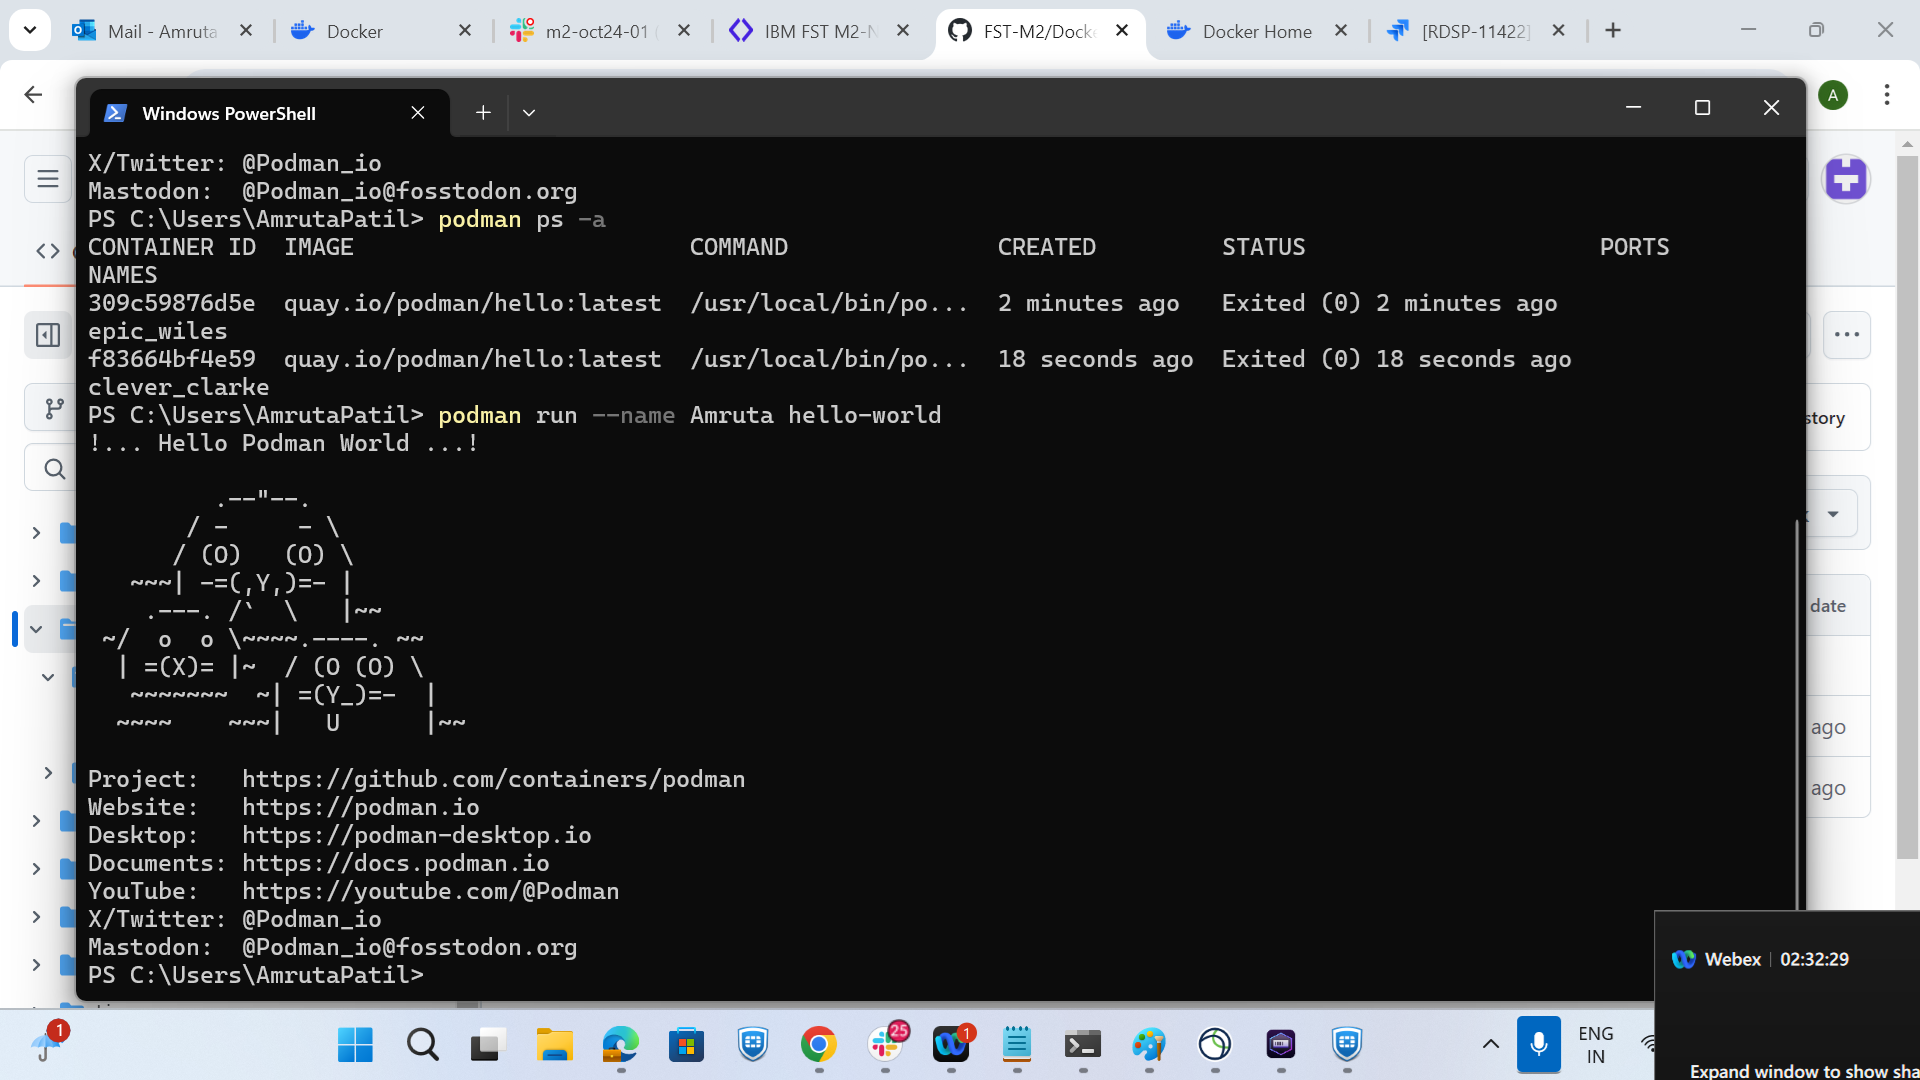 Mail - Amruta
Docker
m2-oct24-01 (
IBM FST M2-N
FST-M2/Docke
Docker Home
[RDSP-11422]
Windows PowerShell
A
X/Twitter: @Podman_io
Mastodon:  @Podman_io@fosstodon.org
PS C:\Users\AmrutaPatil> podman ps -a
CONTAINER ID  IMAGE                        COMMAND               CREATED         STATUS                     PORTS
NAMES
309c59876d5e  quay.io/podman/hello:latest  /usr/local/bin/po...  2 minutes ago   Exited (0) 2 minutes ago
epic_wiles
f83664bf4e59  quay.io/podman/hello:latest  /usr/local/bin/po...  18 seconds ago  Exited (0) 18 seconds ago
clever_clarke
PS C:\Users\AmrutaPatil> podman run --name Amruta hello-world
!... Hello Podman World ...!
         .--"--.
       / -     - \
      / (O)   (O) \
   ~~~| -=(,Y,)=- |
    .---. /`  \   |~~
 ~/  o  o \~~~~.----. ~~
  | =(X)= |~  / (O (O) \
   ~~~~~~~  ~| =(Y_)=-  |
  ~~~~    ~~~|   U      |~~
Project:   https://github.com/containers/podman
Website:   https://podman.io
Desktop:   https://podman-desktop.io
Documents: https://docs.podman.io
YouTube:   https://youtube.com/@Podman
X/Twitter: @Podman_io
Mastodon:  @Podman_io@fosstodon.org
PS C:\Users\AmrutaPatil>
story
date
ago
ago
Webex | 02:32:29
Expand window to show sha
1
25
1
ENG
IN